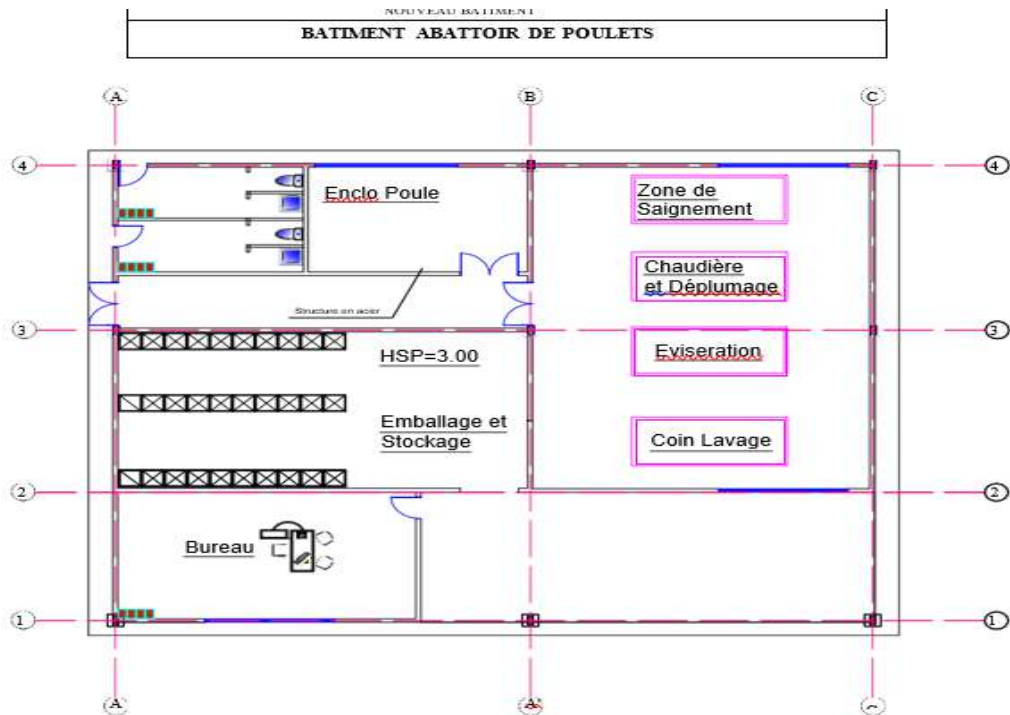 NOUVEAU BATIMENT
BATIMENT ABATTOIR DE POULETS
A
B
C
4
4
Enclo Poule
Zone de
Saignement
Chaudière
et Déplumage
Structure en acier
3
3
HSP=3.00
Eviseration
Emballage et
Stockage
Coin Lavage
2
2
Bureau
1
1
A
A'